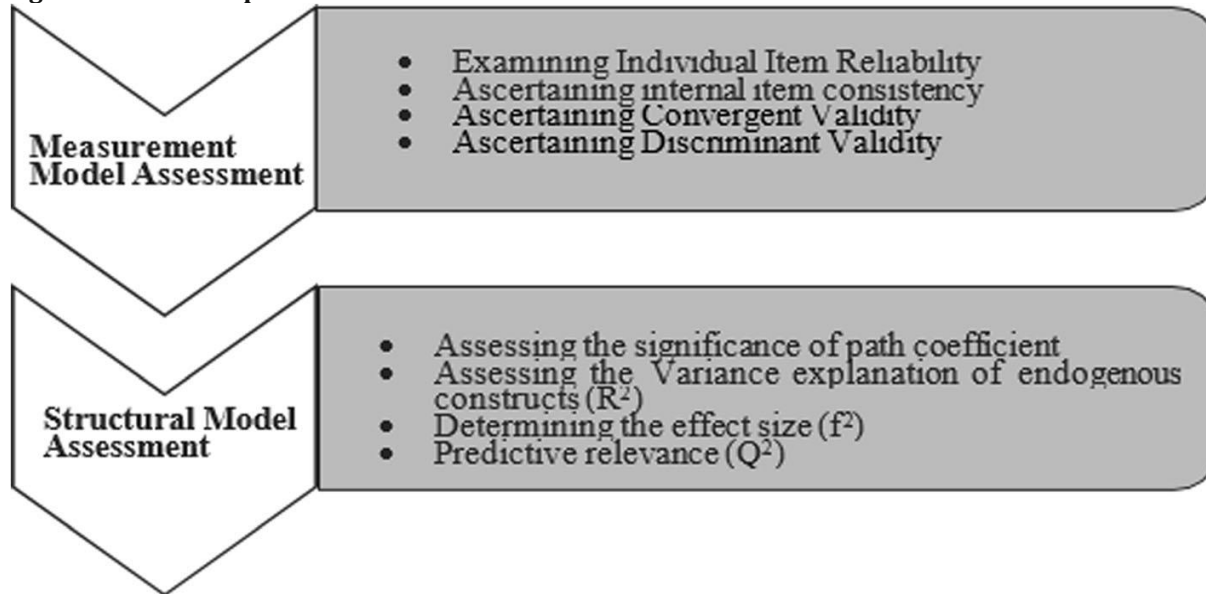 Measurement
Model Assessment
• Examining Individual Item Reliability
• Ascertaining internal item consistency
• Ascertaining Convergent Validity
• Ascertaining Discriminant Validity
Structural Model
Assessment
• Assessing the significance of path coefficient
• Assessing the Variance explanation of endogenous
constructs (R²)
• Determining the effect size (f²)
• Predictive relevance (Q²)